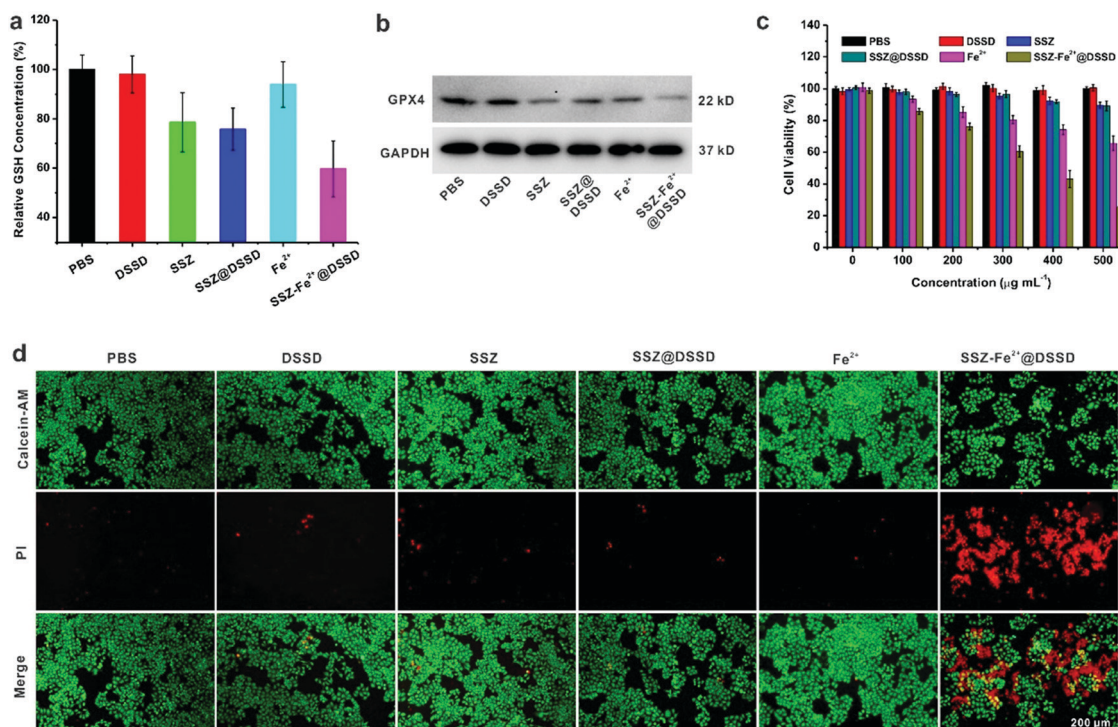 a
Relative GSH Concentration (%)
120
100
80
60
40
PBS
DSSD
SSZ
SSZ@DSSD
Fe²⁺
SSZ-Fe²⁺@DSSD
b
GPX4
22 kD
GAPDH
37 kD
PBS
DSSD
SSZ
SSZ@
DSSD
Fe²⁺
SSZ-Fe²⁺
@DSSD
c
PBS
DSSD
SSZ
SSZ@DSSD
Fe²⁺
SSZ-Fe²⁺@DSSD
Cell Viability (%)
140
120
100
80
60
40
20
0
0
100
200
300
400
500
Concentration (μg mL⁻¹)
d
PBS
DSSD
SSZ
SSZ@DSSD
Fe²⁺
SSZ-Fe²⁺@DSSD
Calcein-AM
PI
Merge
200 μm